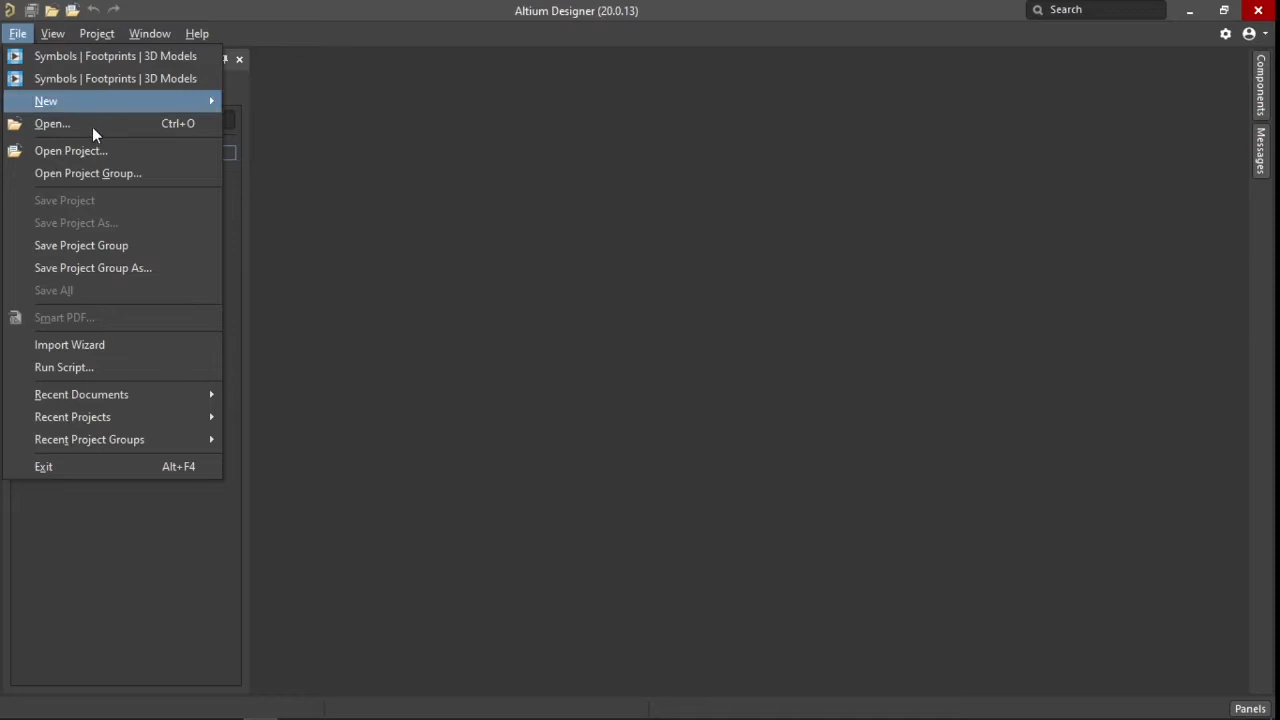 Altium Designer (20.0.13)
Search
File View Project Window Help
Symbols | Footprints | 3D Models
Symbols | Footprints | 3D Models
New
Open... Ctrl+O
Open Project...
Open Project Group...
Save Project
Save Project As...
Save Project Group
Save Project Group As...
Save All
Smart PDF...
Import Wizard
Run Script...
Recent Documents
Recent Projects
Recent Project Groups
Exit Alt+F4
Components
Messages
Panels